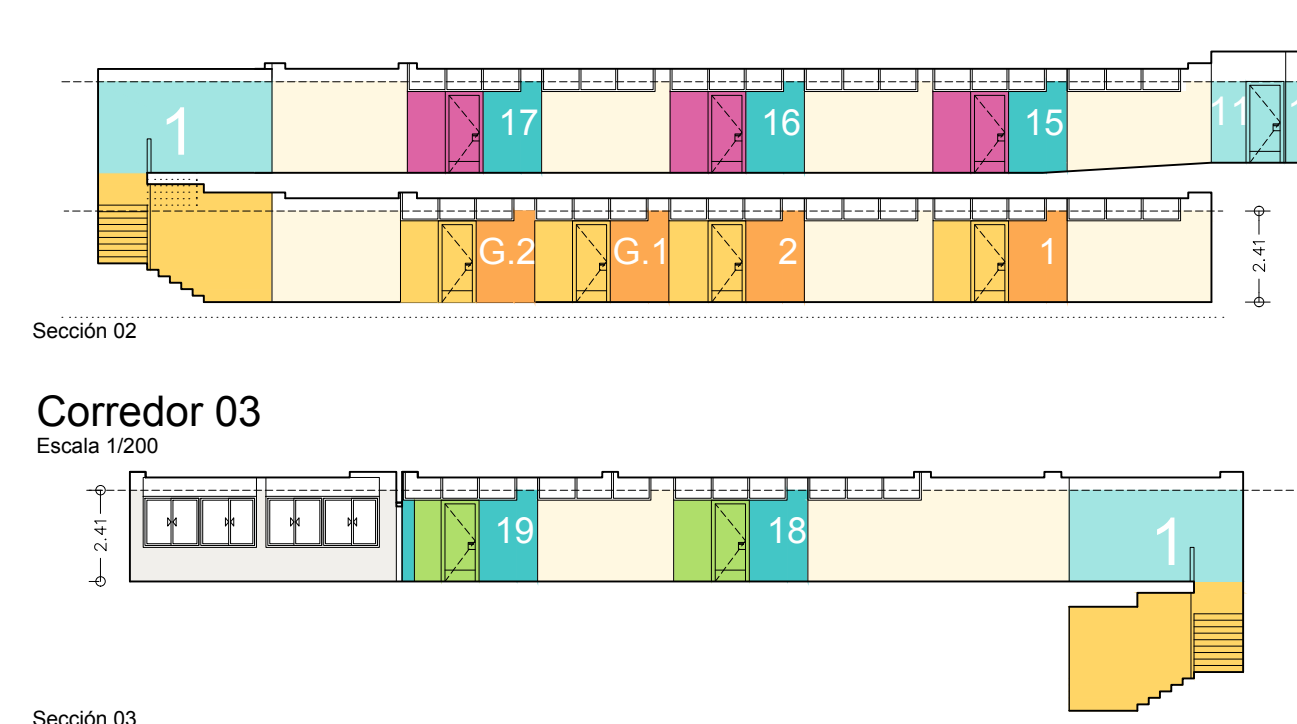 1 17 16 15 11
G.2 G.1 2 1 2.41
Sección 02
Corredor 03
Escala 1/200
2.41 19 18 1
Sección 03